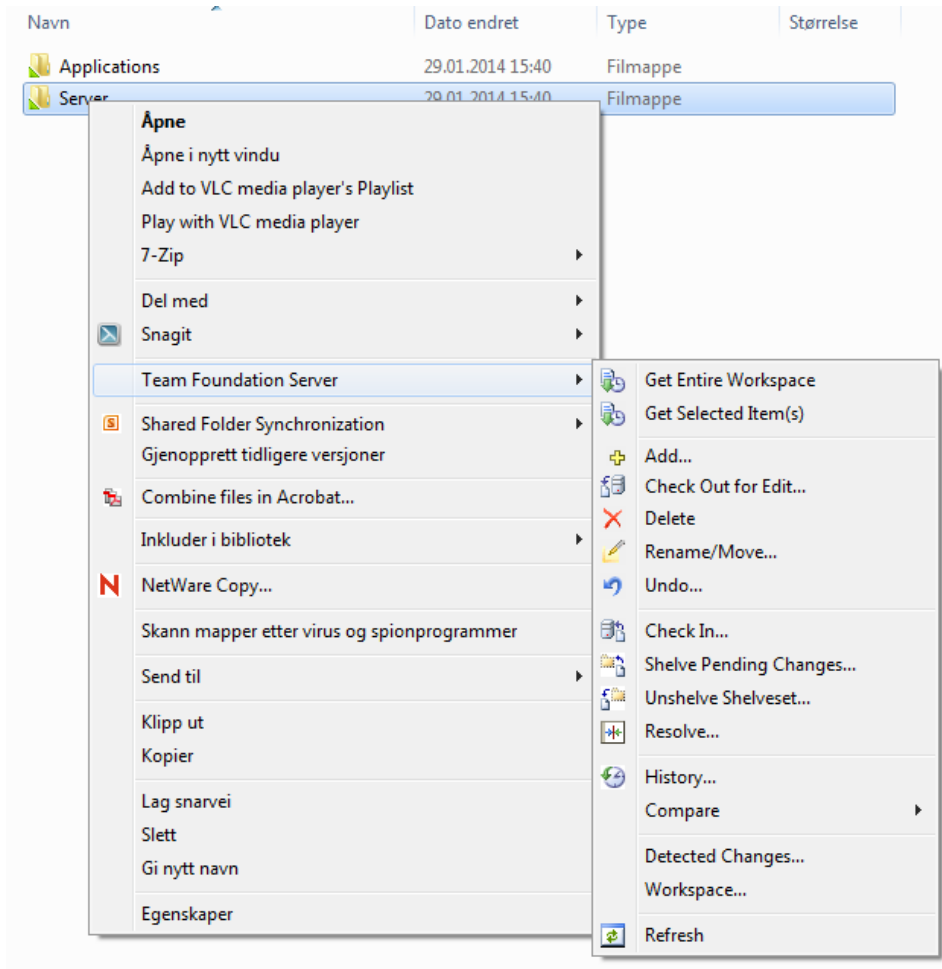 Navn Dato endret Type Størrelse
Applications 29.01.2014 15:40 Filmappe
Server 29.01.2014 15:40 Filmappe
Åpne
Åpne i nytt vindu
Add to VLC media player's Playlist
Play with VLC media player
7-Zip
Del med
Snagit
Team Foundation Server
Shared Folder Synchronization
Gjenopprett tidligere versjoner
Combine files in Acrobat...
Inkluder i bibliotek
NetWare Copy...
Skann mapper etter virus og spionprogrammer
Send til
Klipp ut
Kopier
Lag snarvei
Slett
Gi nytt navn
Egenskaper
Get Entire Workspace
Get Selected Item(s)
Add...
Check Out for Edit...
Delete
Rename/Move...
Undo...
Check In...
Shelve Pending Changes...
Unshelve Shelveset...
Resolve...
History...
Compare
Detected Changes...
Workspace...
Refresh